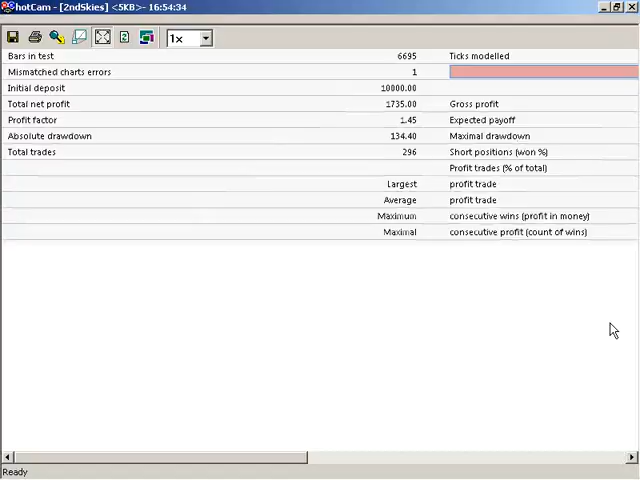 hotCam - [2ndSkies] <5KB> - 16:54:34
1x
Bars in test 6695 Ticks modelled
Mismatched charts errors 1
Initial deposit 10000.00
Total net profit 1735.00 Gross profit
Profit factor 1.45 Expected payoff
Absolute drawdown 134.40 Maximal drawdown
Total trades 296 Short positions (won %)
Profit trades (% of total)
Largest profit trade
Average profit trade
Maximum consecutive wins (profit in money)
Maximal consecutive profit (count of wins)
Ready